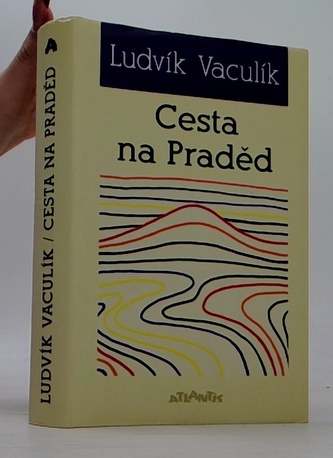 Ludvík Vaculík
Cesta
na Praděd
ATLANTIS
A
LUDVÍK VACULÍK / CESTA NA PRADĚD